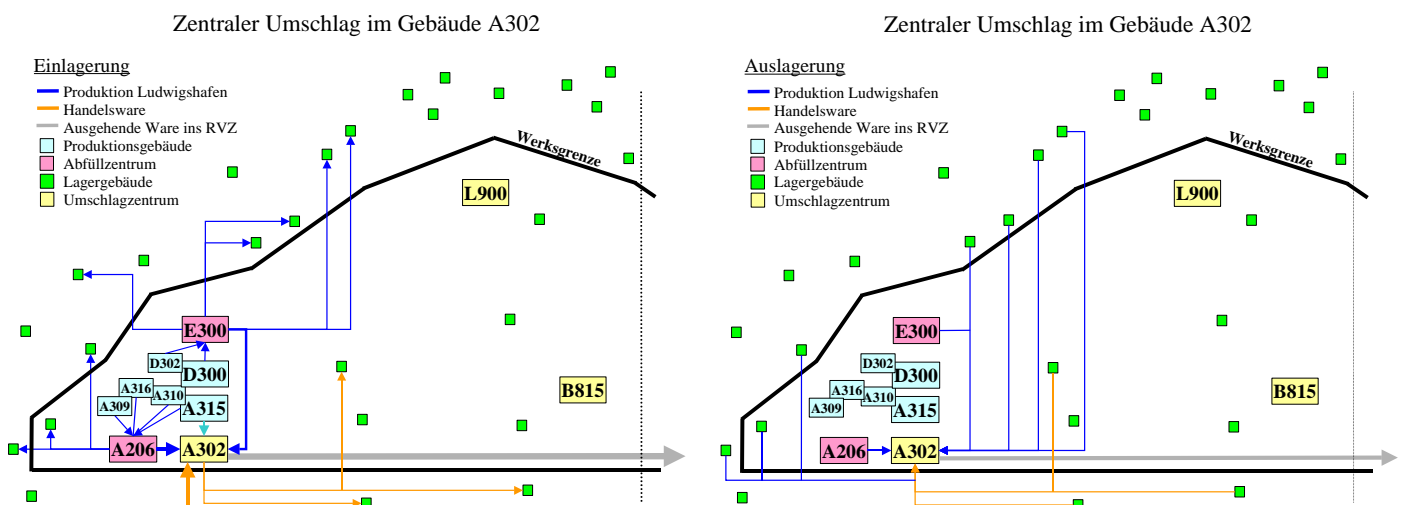 Zentraler Umschlag im Gebäude A302
Einlagerung
Produktion Ludwigshafen
Handelsware
Ausgehende Ware ins RVZ
Produktionsgebäude
Abfüllzentrum
Lagergebäude
Umschlagzentrum
Werksgrenze
L900
E300
D302
D300
A316
A310
A309
A315
B815
A206
A302
Zentraler Umschlag im Gebäude A302
Auslagerung
Produktion Ludwigshafen
Handelsware
Ausgehende Ware ins RVZ
Produktionsgebäude
Abfüllzentrum
Lagergebäude
Umschlagzentrum
Werksgrenze
L900
E300
D302
D300
A316
A310
A309
A315
B815
A206
A302